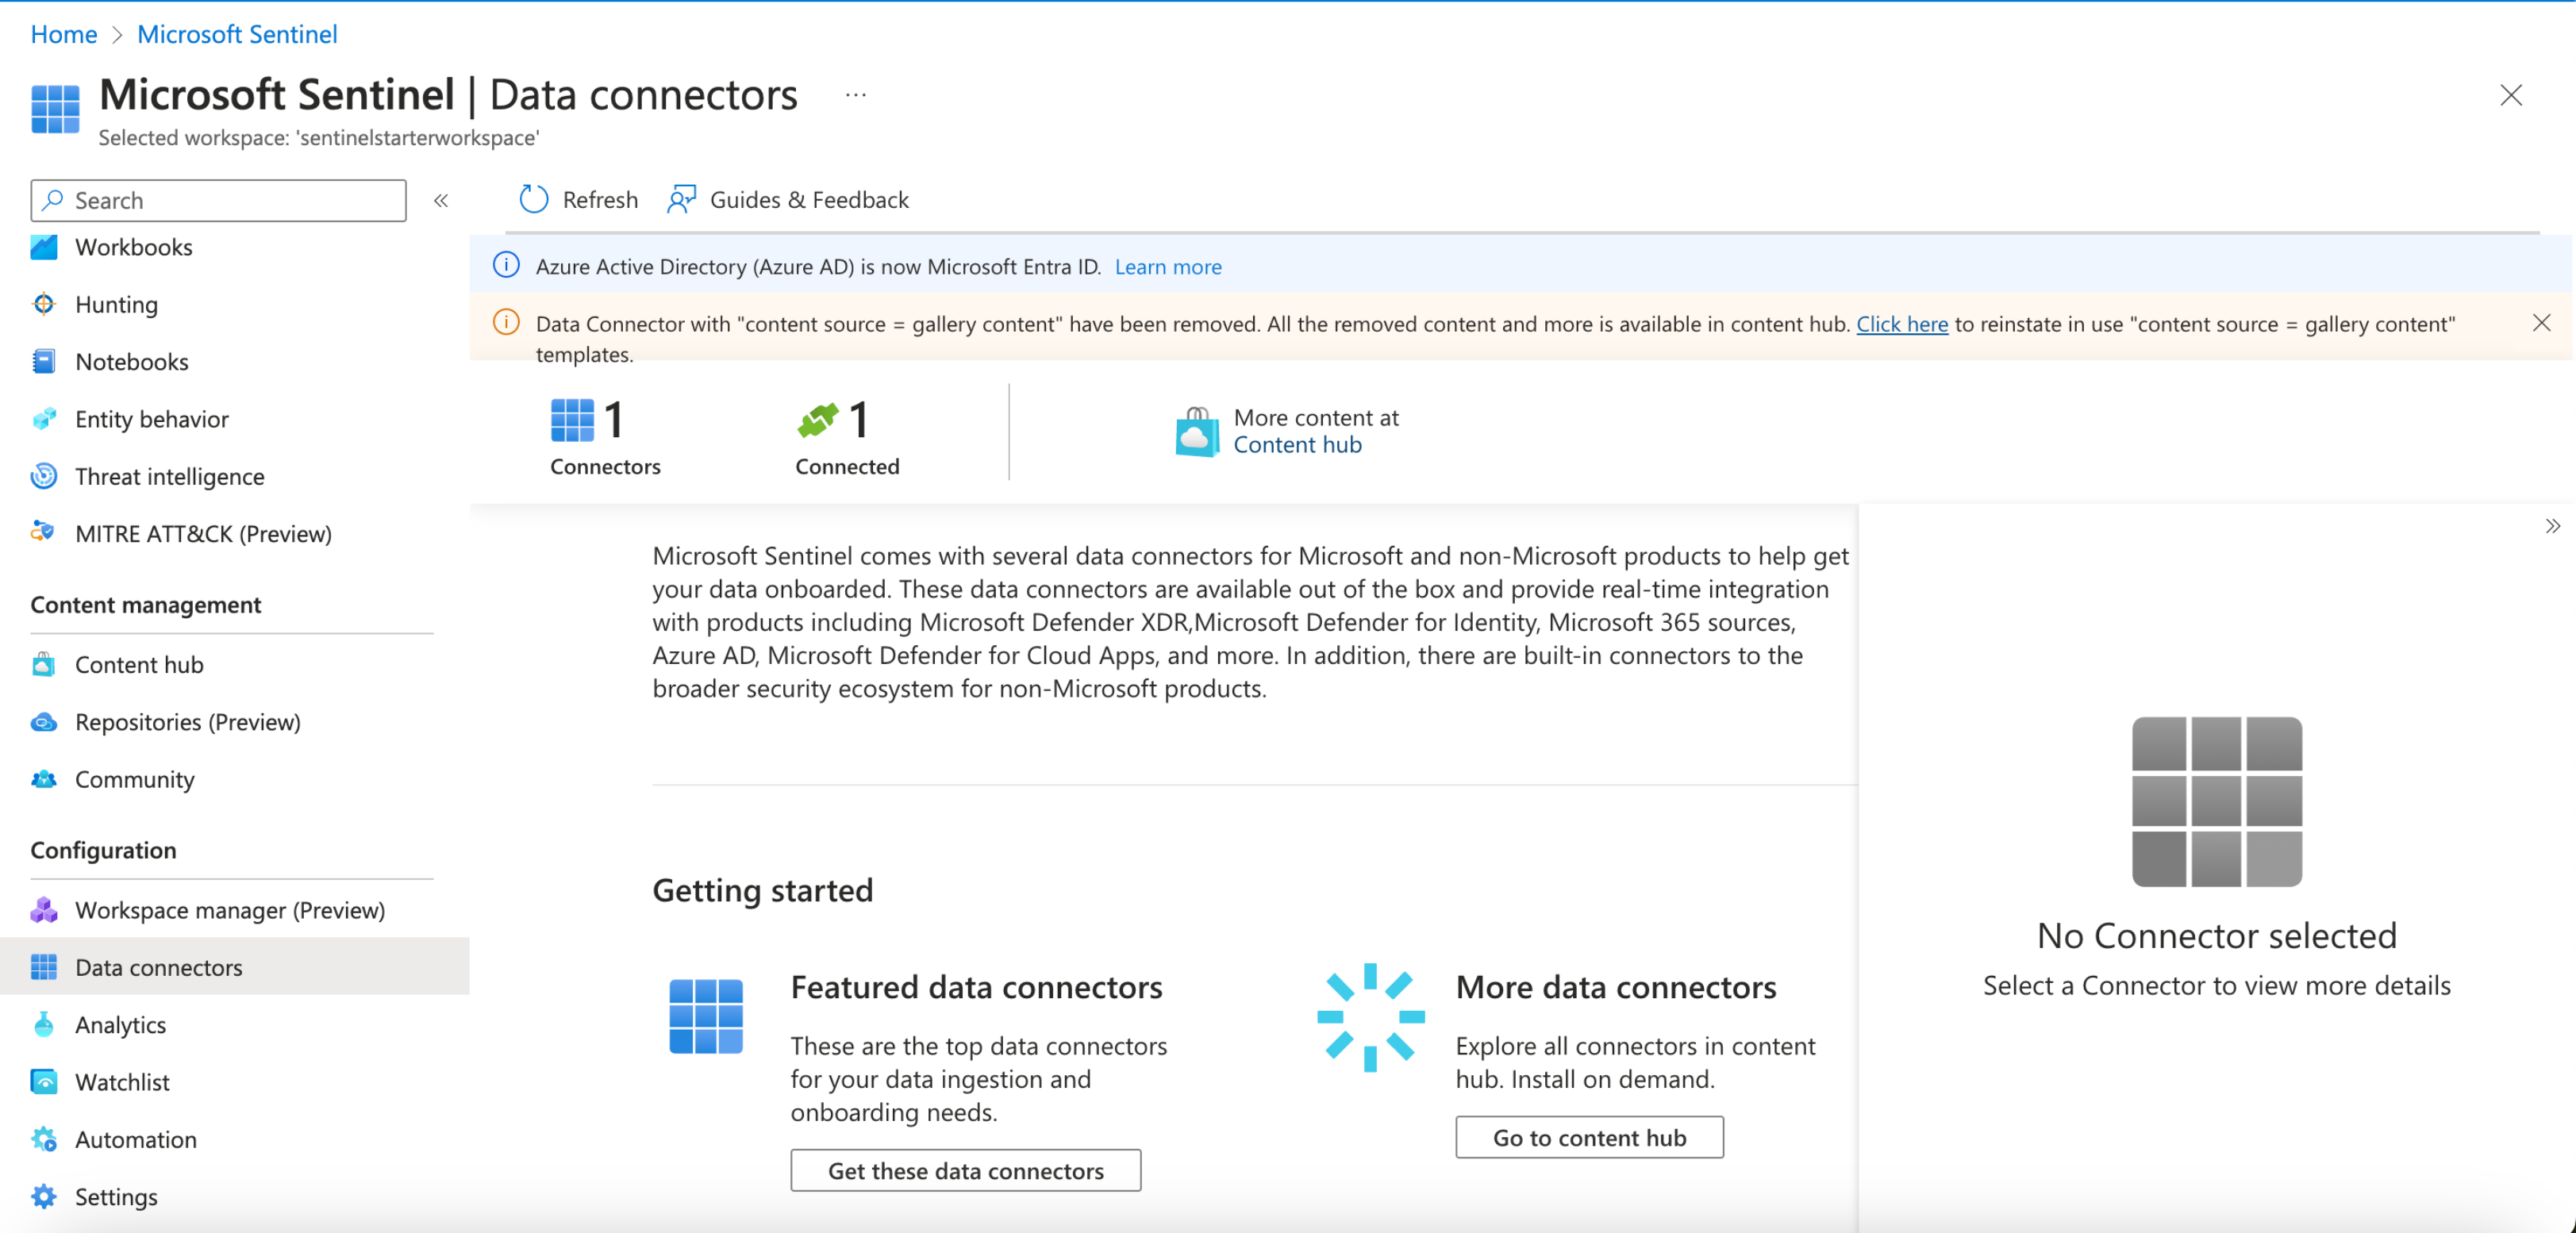 Home > Microsoft Sentinel
Microsoft Sentinel | Data connectors ...
Selected workspace: 'sentinelstarterworkspace'
Search
«
Workbooks
Hunting
Notebooks
Entity behavior
Threat intelligence
MITRE ATT&CK (Preview)
Content management
Content hub
Repositories (Preview)
Community
Configuration
Workspace manager (Preview)
Data connectors
Analytics
Watchlist
Automation
Settings
Refresh
Guides & Feedback
Azure Active Directory (Azure AD) is now Microsoft Entra ID. Learn more
Data Connector with "content source = gallery content" have been removed. All the removed content and more is available in content hub. Click here to reinstate in use "content source = gallery content"
templates.
1
Connectors
1
Connected
More content at
Content hub
Microsoft Sentinel comes with several data connectors for Microsoft and non-Microsoft products to help get
your data onboarded. These data connectors are available out of the box and provide real-time integration
with products including Microsoft Defender XDR,Microsoft Defender for Identity, Microsoft 365 sources,
Azure AD, Microsoft Defender for Cloud Apps, and more. In addition, there are built-in connectors to the
broader security ecosystem for non-Microsoft products.
Getting started
Featured data connectors
These are the top data connectors
for your data ingestion and
onboarding needs.
Get these data connectors
More data connectors
Explore all connectors in content
hub. Install on demand.
Go to content hub
»
No Connector selected
Select a Connector to view more details